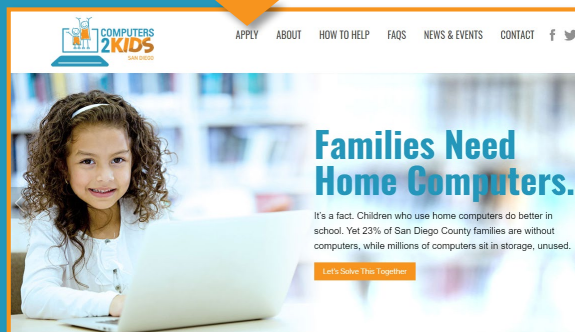 COMPUTERS
2KIDS
SAN DIEGO
APPLY ABOUT HOW TO HELP FAQS NEWS & EVENTS CONTACT
Families Need
Home Computers.
It's a fact. Children who use home computers do better in
school. Yet 23% of San Diego County families are without
computers, while millions of computers sit in storage, unused.
Let's Solve This Together